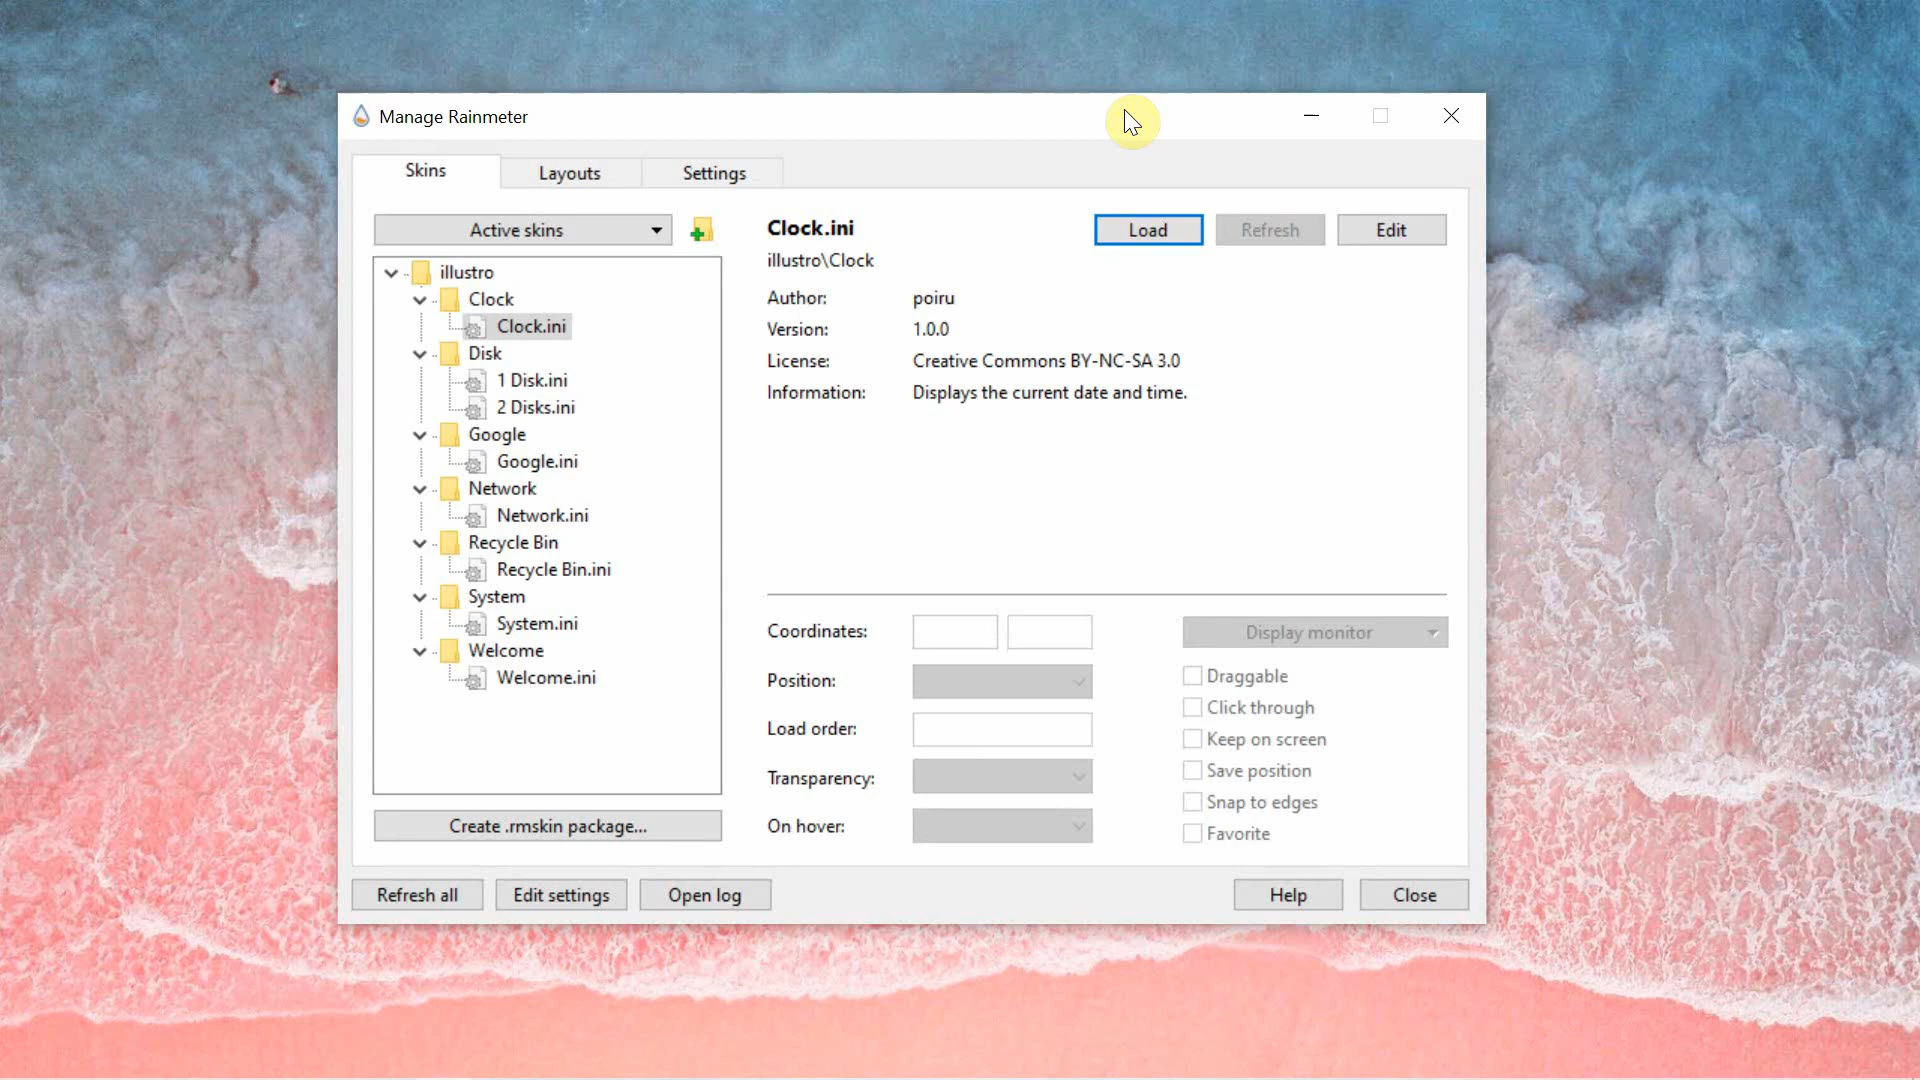 Manage Rainmeter
Skins
Layouts
Settings
Active skins
illustro
Clock
Clock.ini
Disk
1 Disk.ini
2 Disks.ini
Google
Google.ini
Network
Network.ini
Recycle Bin
Recycle Bin.ini
System
System.ini
Welcome
Welcome.ini
Create .rmskin package...
Clock.ini
Load
Refresh
Edit
illustro\Clock
Author: poiru
Version: 1.0.0
License: Creative Commons BY-NC-SA 3.0
Information: Displays the current date and time.
Coordinates:
Position:
Load order:
Transparency:
On hover:
Display monitor
Draggable
Click through
Keep on screen
Save position
Snap to edges
Favorite
Refresh all
Edit settings
Open log
Help
Close